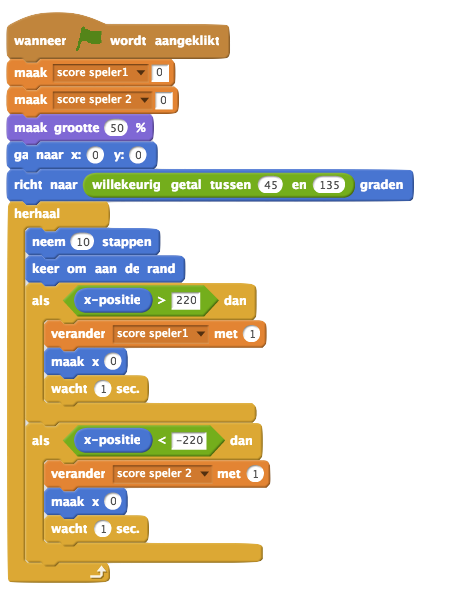 wanneer wordt aangeklikt
maak score speler1 0
maak score speler 2 0
maak grootte 50 %
ga naar x: 0 y: 0
richt naar willekeurig getal tussen 45 en 135 graden
herhaal
neem 10 stappen
keer om aan de rand
als x-positie > 220 dan
verander score speler1 met 1
maak x 0
wacht 1 sec.
als x-positie < -220 dan
verander score speler 2 met 1
maak x 0
wacht 1 sec.